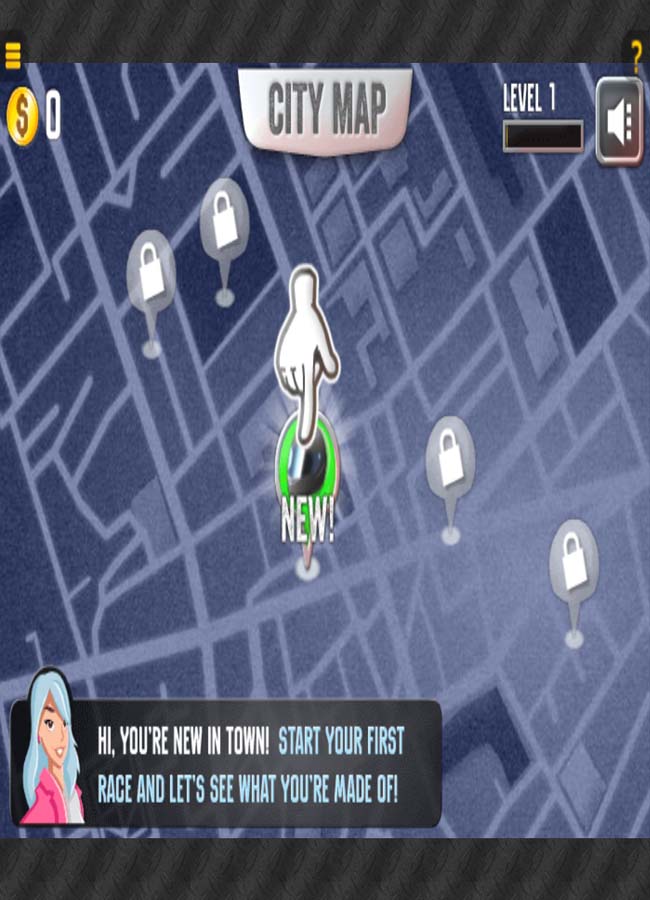 ?
$ 0
CITY MAP
LEVEL 1
NEW!
HI, YOU'RE NEW IN TOWN! START YOUR FIRST
RACE AND LET'S SEE WHAT YOU'RE MADE OF!